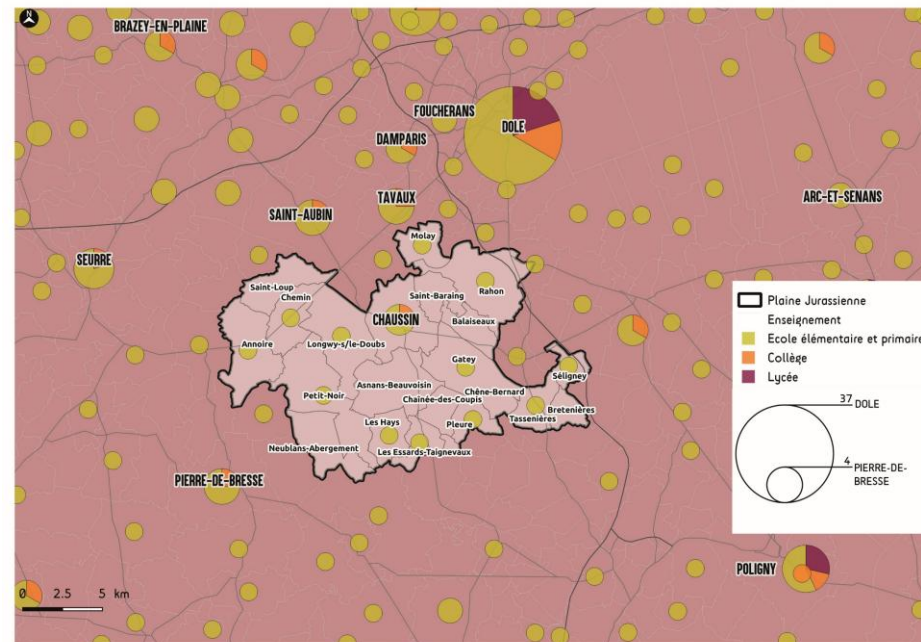 BRAZEY-EN-PLAINE
FOUCHERANS
DOLE
DAMPARIS
TAVAUX
ARC-ET-SENANS
SAINT-AUBIN
SEURRE
Molay
Saint-Loup
Chemin
Saint-Baraing
Rahon
CHAUSSIN
Balaiseaux
Annoire
Longwy-s/le-Doubs
Gatey
Séligney
Asnans-Beauvoisin
Petit-Noir
Chaînée-des-Coupis
Chêne-Bernard
Bretenières
Tassenières
Les Hays
Pleure
Neublans-Abergement
Les Essards-Taignevaux
PIERRE-DE-BRESSE
POLIGNY
Plaine Jurassienne
Enseignement
Ecole élémentaire et primaire
Collège
Lycée
37 DOLE
4 PIERRE-DE-
BRESSE
0 2.5 5 km
N